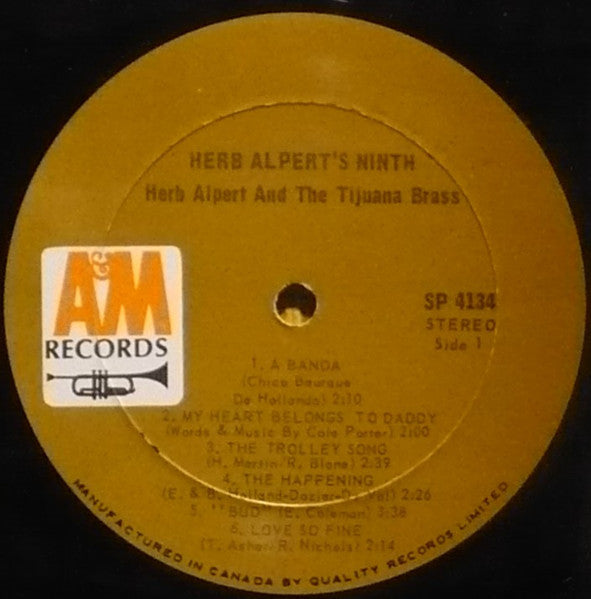 HERB ALPERT'S NINTH
Herb Alpert And The Tijuana Brass
A&M
RECORDS
SP 4134
STEREO
Side 1
1. A BANDA
(Chico Bourque
De Hollanda) 2:10
2. MY HEART BELONGS TO DADDY
(Words & Music By Cole Porter) 2:00
3. THE TROLLEY SONG
(H. Martin/R. Blane) 2:39
4. THE HAPPENING
(E. & B. Holland-Dozier-De Vol) 2:26
5. "BUD" (E. Coleman) 3:38
6. LOVE SO FINE
(T. Asher/R. Nichols) 2:14
MANUFACTURED IN CANADA BY QUALITY RECORDS LIMITED